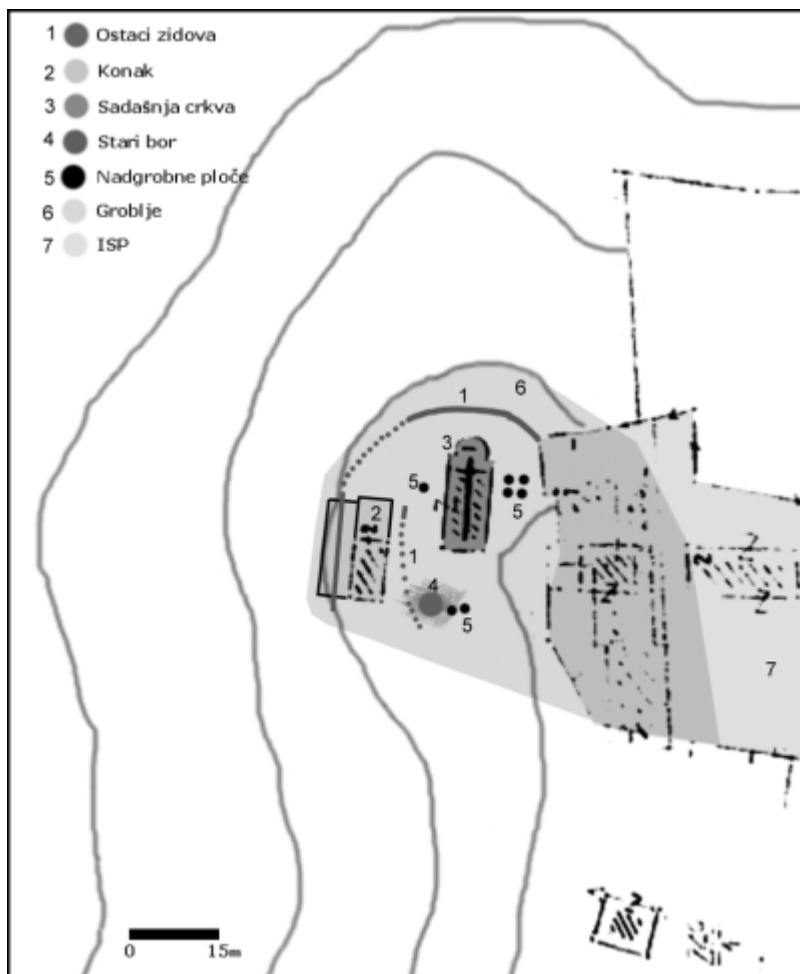 1 Ostaci zidova
2 Konak
3 Sadašnja crkva
4 Stari bor
5 Nadgrobne ploče
6 Groblje
7 ISP
6
1
3
5
5
2
1
4
5
7
0 15m